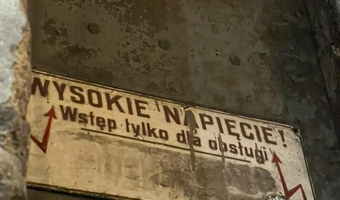 WYSOKIE NAPIĘCIE!
Wstęp tylko dla obsługi